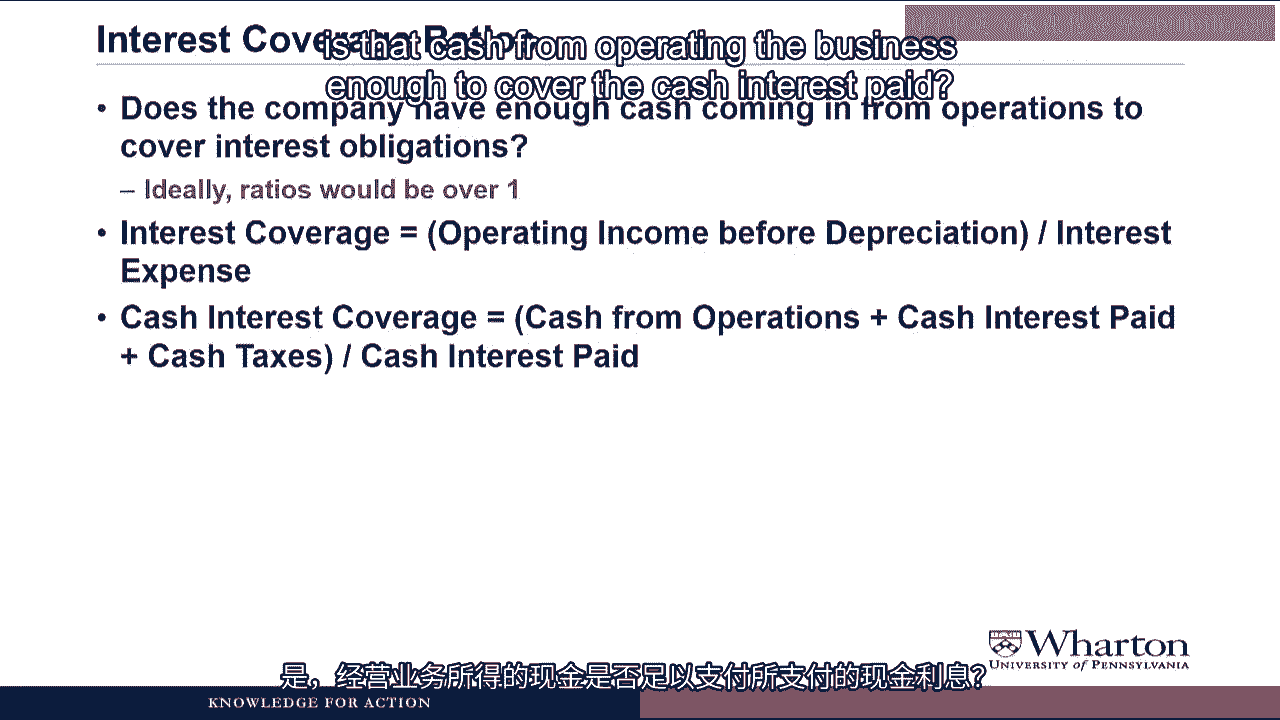 Interest Coverage Ratios
is that cash from operating the business
enough to cover the cash interest paid?
• Does the company have enough cash coming in from operations to
cover interest obligations?
– Ideally, ratios would be over 1
• Interest Coverage = (Operating Income before Depreciation) / Interest
Expense
• Cash Interest Coverage = (Cash from Operations + Cash Interest Paid
+ Cash Taxes) / Cash Interest Paid
Wharton
UNIVERSITY of PENNSYLVANIA
是，经营业务所得的现金是否足以支付所支付的现金利息？
KNOWLEDGE FOR ACTION